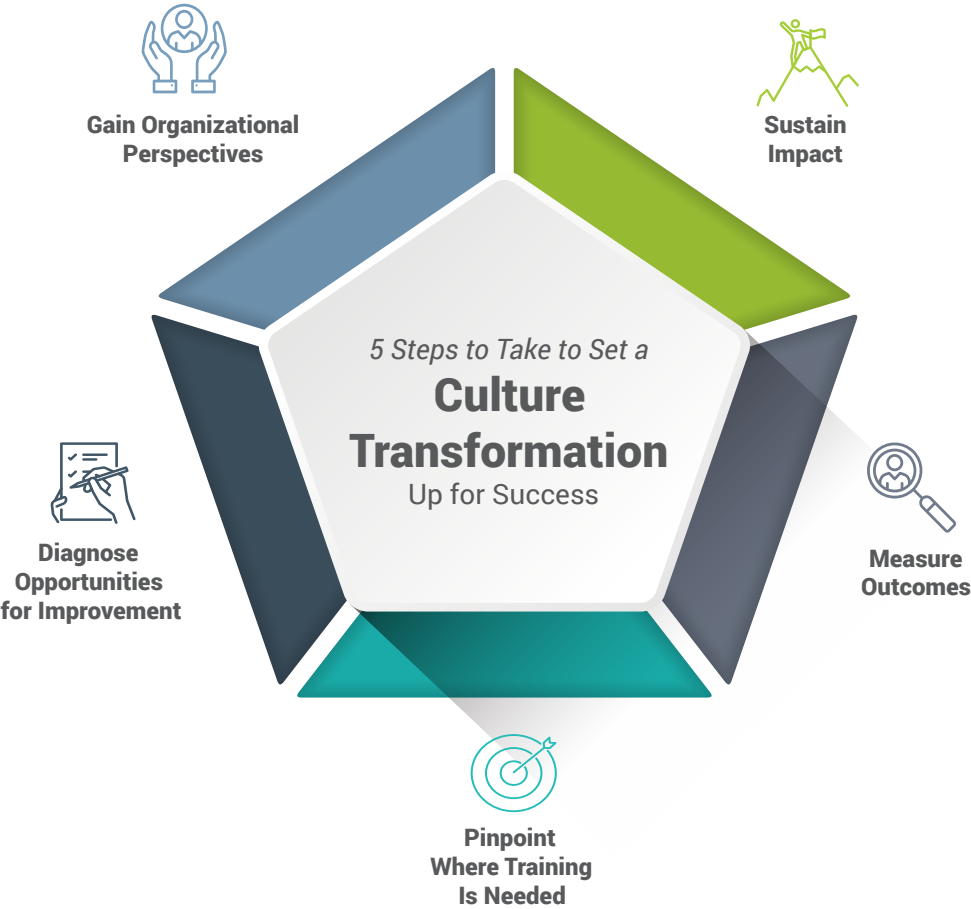 Gain Organizational
Perspectives
Sustain
Impact
5 Steps to Take to Set a
Culture
Transformation
Up for Success
Diagnose
Opportunities
for Improvement
Measure
Outcomes
Pinpoint
Where Training
Is Needed